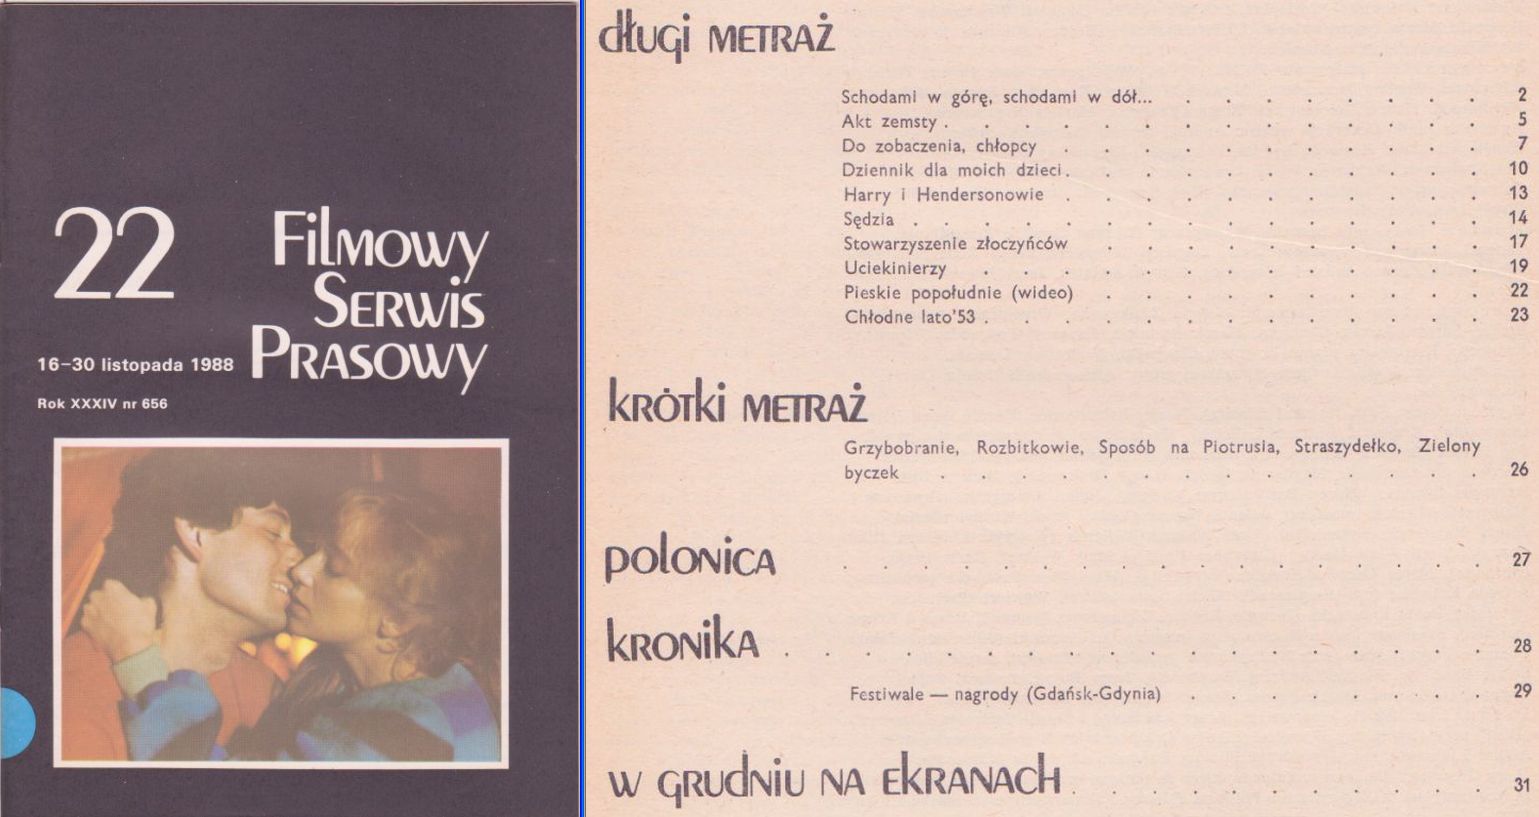 22
Filmowy
Serwis
Prasowy
16–30 listopada 1988
Rok XXXIV nr 656
długi METRAŻ
Schodami w górę, schodami w dół... . . . . . . . . 2
Akt zemsty . . . . . . . . . . . . . . 5
Do zobaczenia, chłopcy . . . . . . . . . . . 7
Dziennik dla moich dzieci . . . . . . . . . . . 10
Harry i Hendersonowie . . . . . . . . . . . 13
Sędzia . . . . . . . . . . . . . . . 14
Stowarzyszenie złoczyńców . . . . . . . . . . 17
Uciekinierzy . . . . . . . . . . . . . 19
Pieskie popołudnie (wideo) . . . . . . . . . . 22
Chłodne lato'53 . . . . . . . . . . . . . 23
kRÓTki METRAŻ
Grzybobranie, Rozbitkowie, Sposób na Piotrusia, Straszydełko, Zielony
byczek . . . . . . . . . . . . . . 26
polonica . . . . . . . . . . . . . . . . 27
kRONikA . . . . . . . . . . . . . . . . . . 28
Festiwale — nagrody (Gdańsk-Gdynia) . . . . . . . . 29
w GRUdNiU NA EkRANACh . . . . . . . . . . . 31